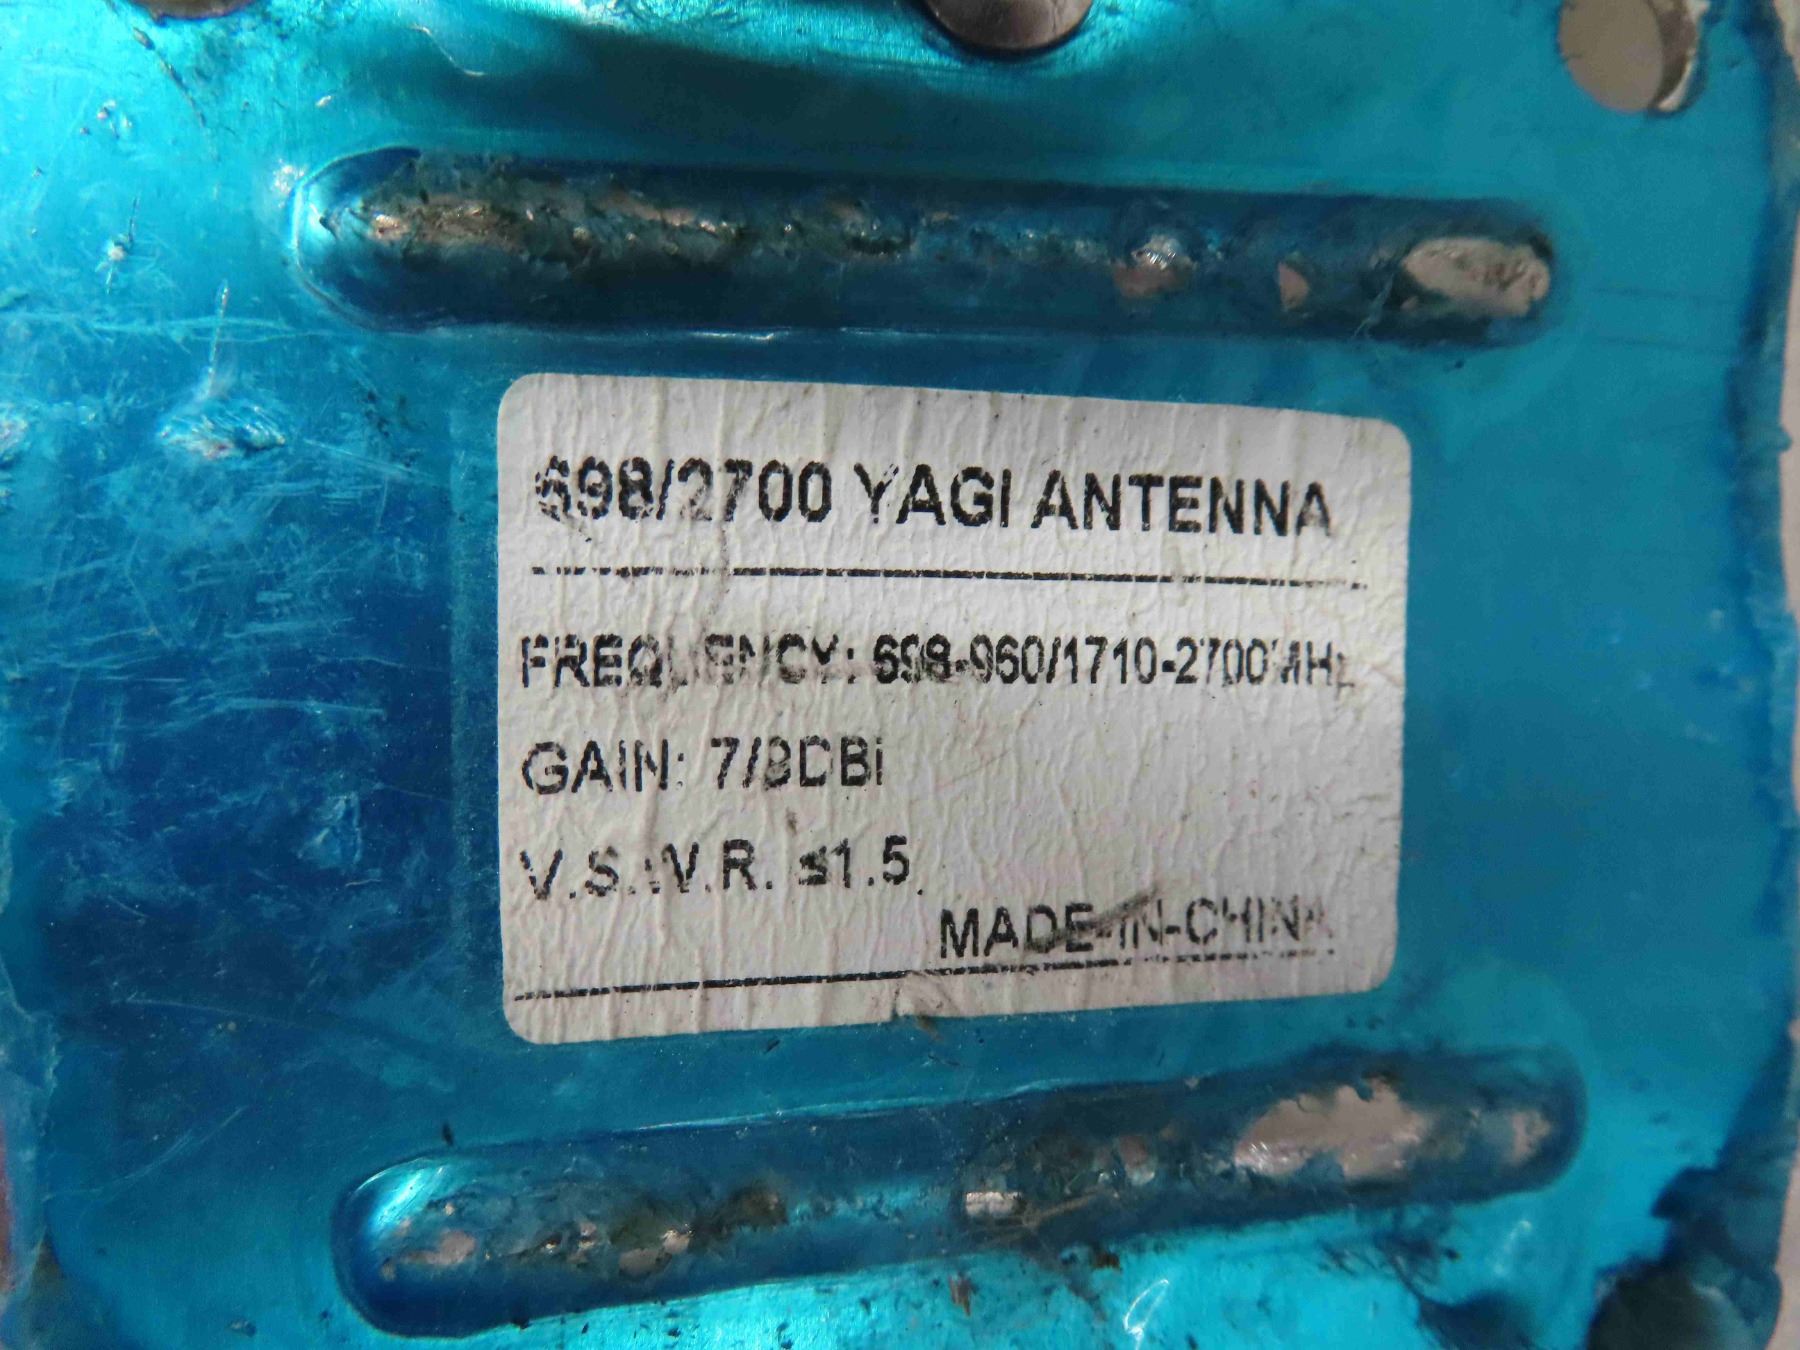 698/2700 YAGI ANTENNA
FREQUENCY: 698-960/1710-2700MHz
GAIN: 7/8DBi
V.S.W.R. ≤1.5
MADE-IN-CHINA